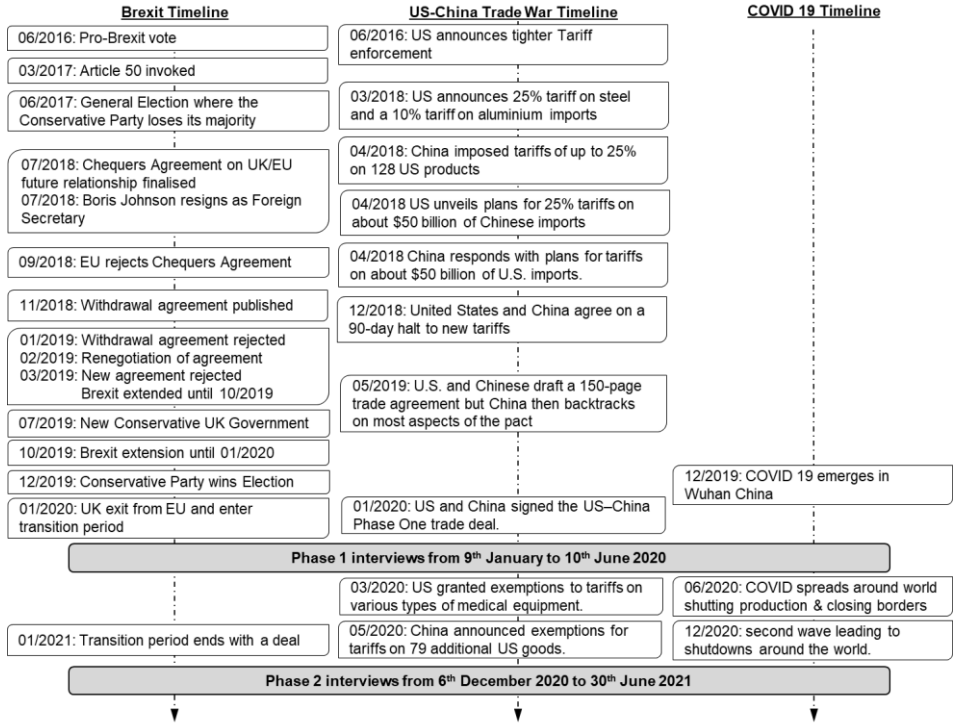 Brexit Timeline
06/2016: Pro-Brexit vote
03/2017: Article 50 invoked
06/2017: General Election where the
Conservative Party loses its majority
07/2018: Chequers Agreement on UK/EU
future relationship finalised
07/2018: Boris Johnson resigns as Foreign
Secretary
09/2018: EU rejects Chequers Agreement
11/2018: Withdrawal agreement published
01/2019: Withdrawal agreement rejected
02/2019: Renegotiation of agreement
03/2019: New agreement rejected
Brexit extended until 10/2019
07/2019: New Conservative UK Government
10/2019: Brexit extension until 01/2020
12/2019: Conservative Party wins Election
01/2020: UK exit from EU and enter
transition period
US-China Trade War Timeline
06/2016: US announces tighter Tariff
enforcement
03/2018: US announces 25% tariff on steel
and a 10% tariff on aluminium imports
04/2018: China imposed tariffs of up to 25%
on 128 US products
04/2018 US unveils plans for 25% tariffs on
about $50 billion of Chinese imports
04/2018 China responds with plans for tariffs
on about $50 billion of U.S. imports.
12/2018: United States and China agree on a
90-day halt to new tariffs
05/2019: U.S. and Chinese draft a 150-page
trade agreement but China then backtracks
on most aspects of the pact
01/2020: US and China signed the US–China
Phase One trade deal.
COVID 19 Timeline
12/2019: COVID 19 emerges in
Wuhan China
Phase 1 interviews from 9th January to 10th June 2020
01/2021: Transition period ends with a deal
03/2020: US granted exemptions to tariffs on
various types of medical equipment.
05/2020: China announced exemptions for
tariffs on 79 additional US goods.
06/2020: COVID spreads around world
shutting production & closing borders
12/2020: second wave leading to
shutdowns around the world.
Phase 2 interviews from 6th December 2020 to 30th June 2021